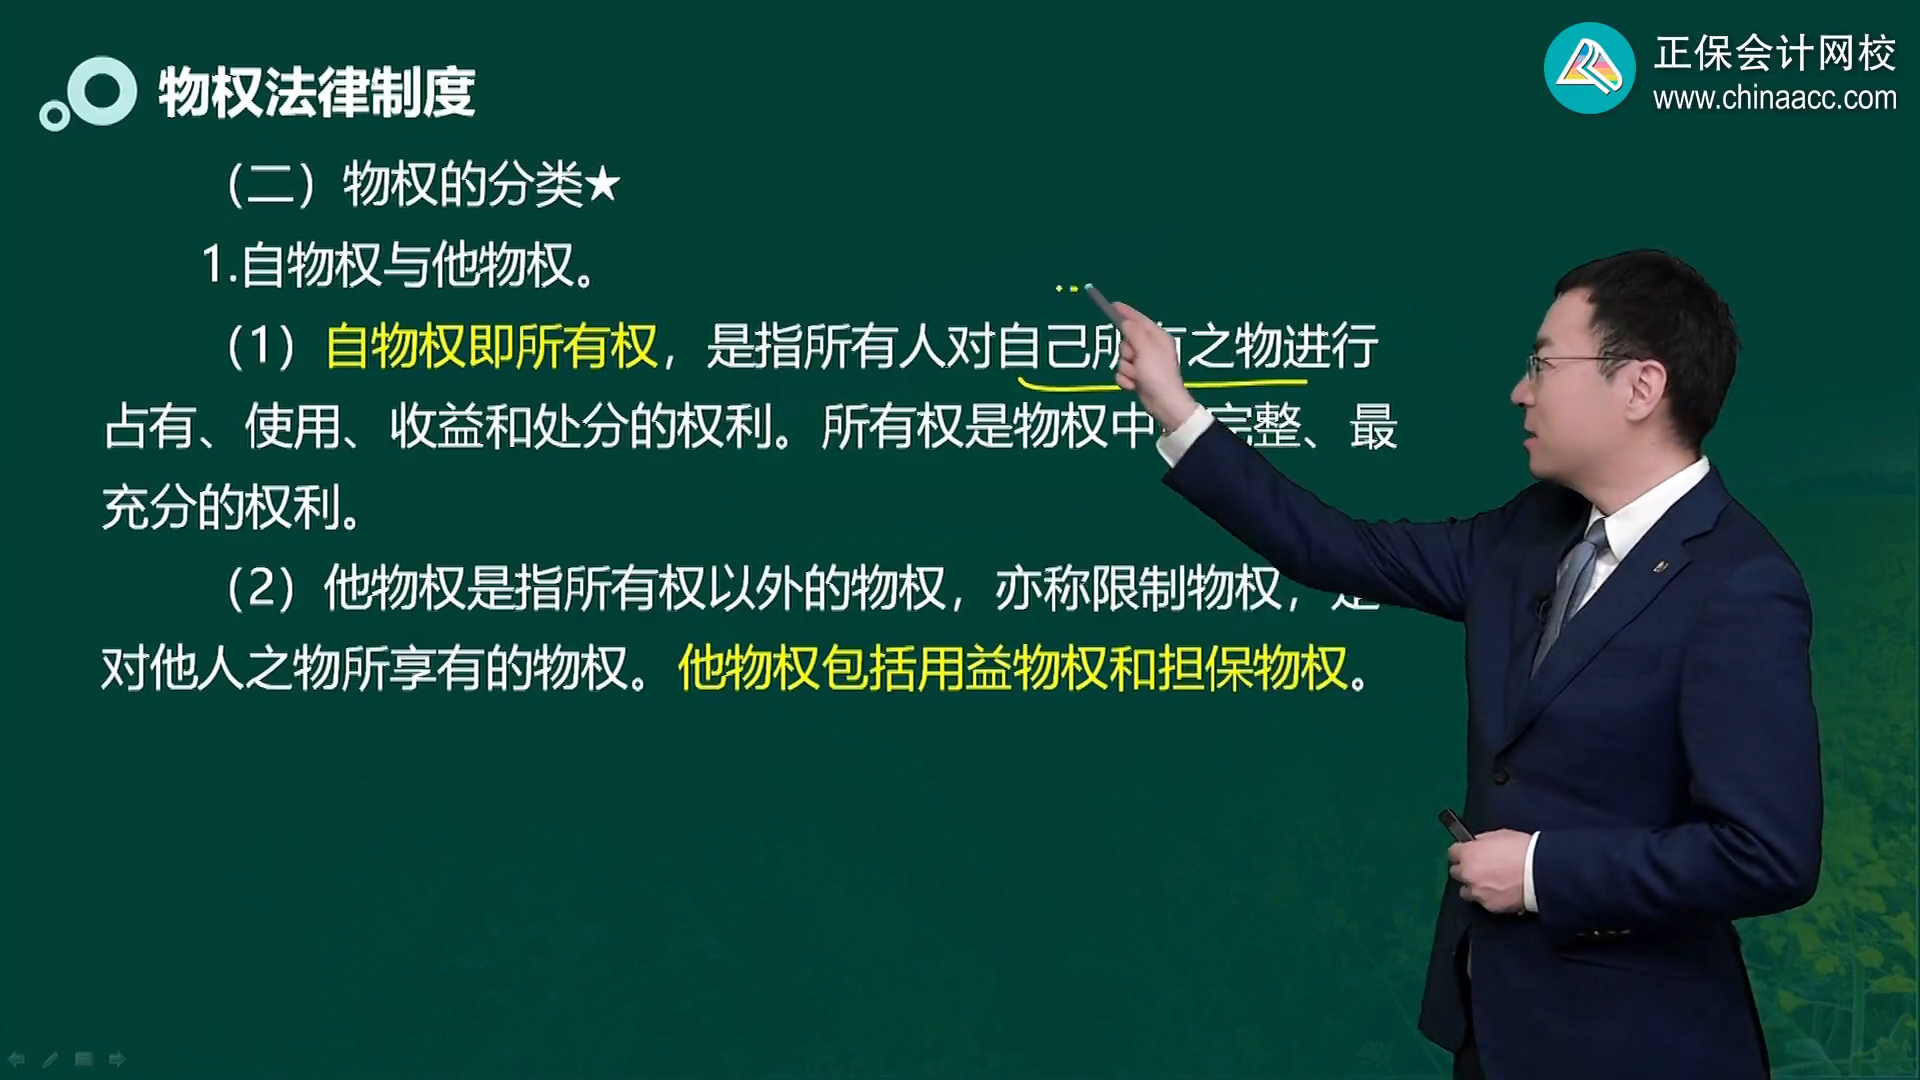 正保会计网校
www.chinaacc.com
物权法律制度
（二）物权的分类★
1.自物权与他物权。
（1）自物权即所有权，是指所有人对自己所有之物进行
占有、使用、收益和处分的权利。所有权是物权中 完整、最
充分的权利。
（2）他物权是指所有权以外的物权，亦称限制物权，是
对他人之物所享有的物权。他物权包括用益物权和担保物权。